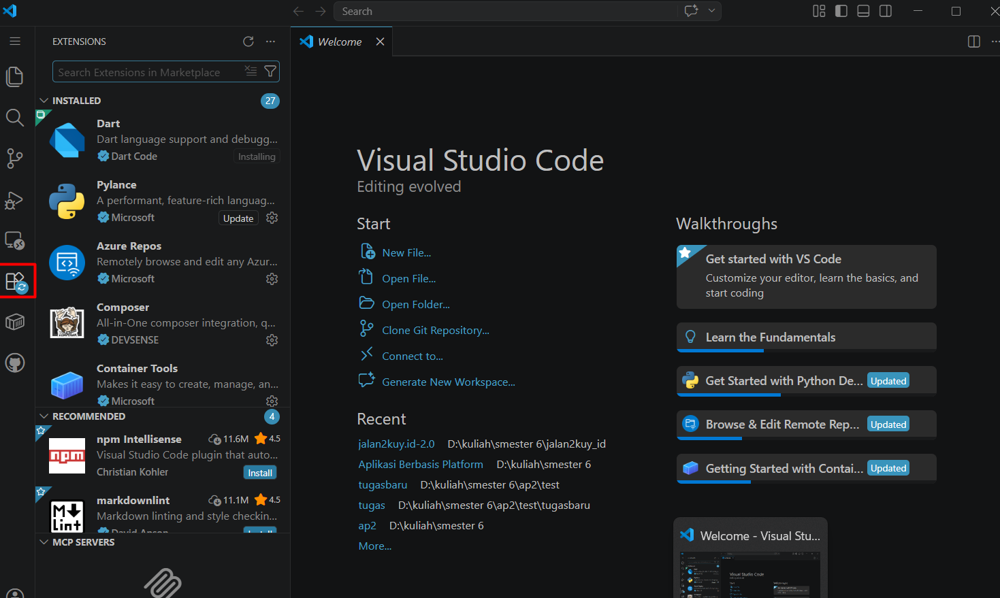 Search
EXTENSIONS
Welcome
Search Extensions in Marketplace
INSTALLED
27
Dart
Dart language support and debugg...
Dart Code
Installing
Pylance
A performant, feature-rich languag...
Microsoft
Update
Azure Repos
Remotely browse and edit any Azur...
Microsoft
Composer
All-in-One composer integration, q...
DEVSENSE
Container Tools
Makes it easy to create, manage, an...
Microsoft
RECOMMENDED
4
npm Intellisense
11.6M
4.5
npm
Visual Studio Code plugin that auto...
Christian Kohler
Install
markdownlint
11.1M
4.5
M
Lint
Markdown linting and style checkin...
David Anson
Install
MCP SERVERS
Visual Studio Code
Editing evolved
Start
New File...
Open File...
Open Folder...
Clone Git Repository...
Connect to...
Generate New Workspace...
Recent
jalan2kuy.id-2.0 D:\kuliah\smester 6\jalan2kuy_id
Aplikasi Berbasis Platform D:\kuliah\smester 6
tugasbaru D:\kuliah\smester 6\ap2\test
tugas D:\kuliah\smester 6\ap2\test\tugasbaru
ap2 D:\kuliah\smester 6
More...
Walkthroughs
Get started with VS Code
Customize your editor, learn the basics, and
start coding
Learn the Fundamentals
Get Started with Python De... Updated
Browse & Edit Remote Rep... Updated
Getting Started with Contai... Updated
Welcome - Visual Stu...
Visual Studio Code